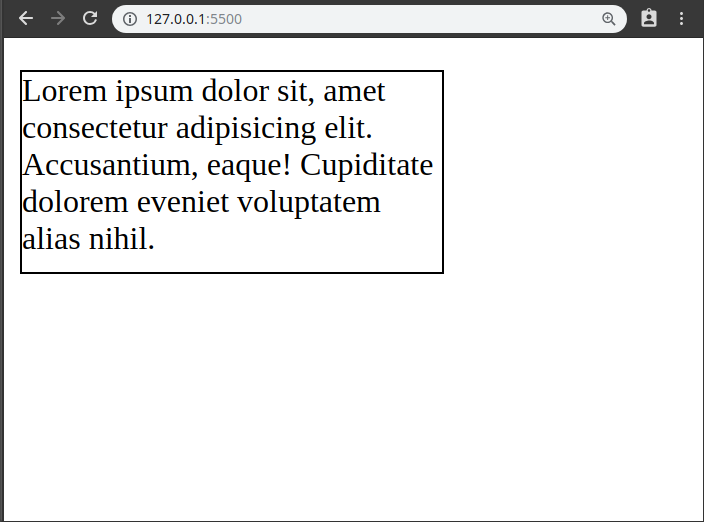 127.0.0.1:5500
Lorem ipsum dolor sit, amet
consectetur adipisicing elit.
Accusantium, eaque! Cupiditate
dolorem eveniet voluptatem
alias nihil.